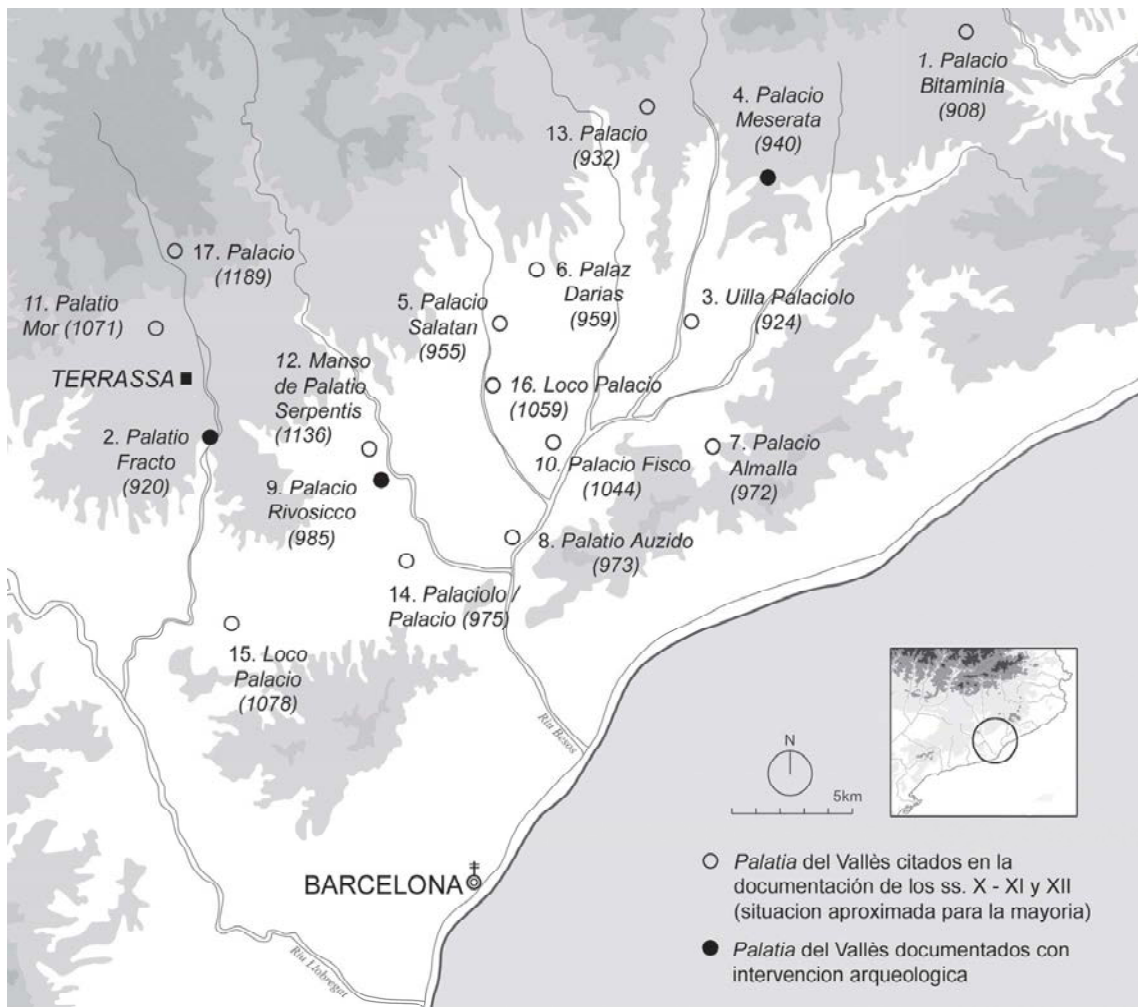 1. Palacio
Bitaminia
(908)
4. Palacio
Meserata
(940)
13. Palacio
(932)
17. Palacio
(1189)
6. Palaz
Darias
(959)
11. Palatio
Mor (1071)
5. Palacio
Salatan
(955)
3. Uilla Palaciolo
(924)
TERRASSA
12. Manso
de Palatio
Serpentis
(1136)
16. Loco Palacio
(1059)
2. Palatio
Fracto
(920)
10. Palacio Fisco
(1044)
7. Palacio
Almalla
(972)
9. Palacio
Rivosicco
(985)
8. Palatio Auzido
(973)
14. Palaciolo /
Palacio (975)
15. Loco
Palacio
(1078)
Riu Besos
N
5km
BARCELONA
Riu Llobregat
Palatia del Vallès citados en la
documentación de los ss. X - XI y XII
(situacion aproximada para la mayoria)
Palatia del Vallès documentados con
intervencion arqueologica